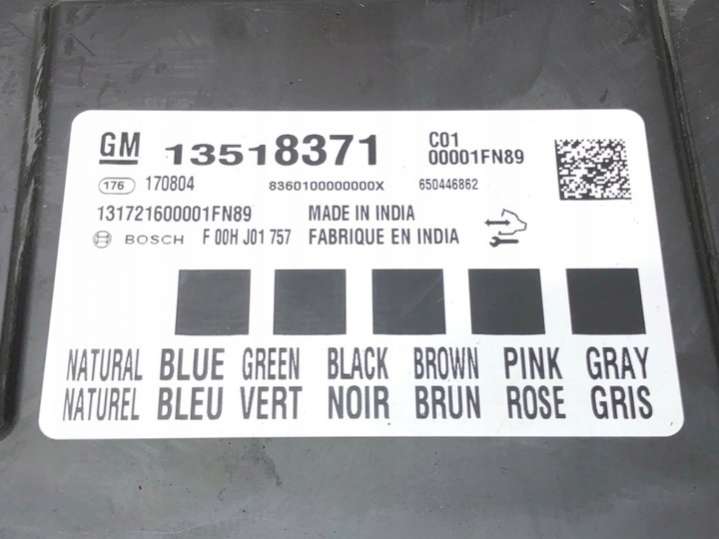 GM 13518371 C01
00001FN89
176 170804 8360100000000X 650446862
131721600001FN89 MADE IN INDIA
BOSCH F 00H J01 757 FABRIQUE EN INDIA
NATURAL BLUE GREEN BLACK BROWN PINK GRAY
NATUREL BLEU VERT NOIR BRUN ROSE GRIS